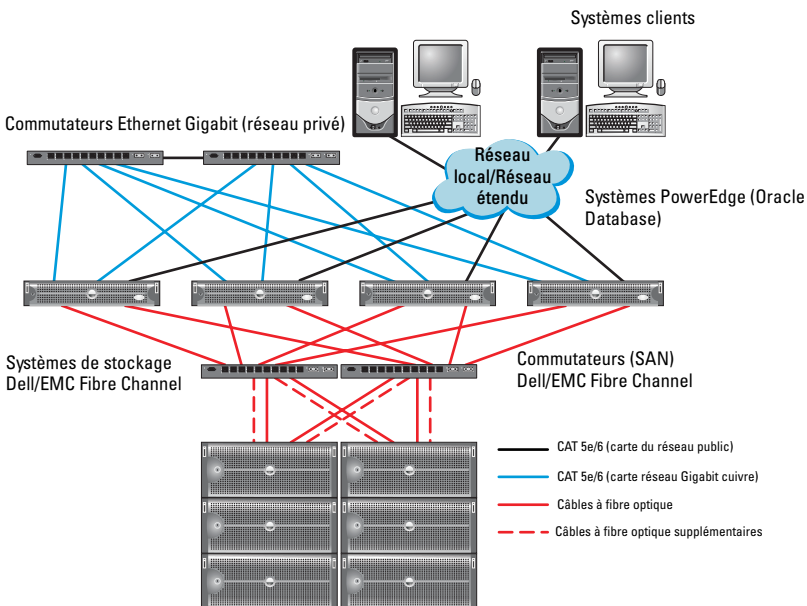 Systèmes clients
Commutateurs Ethernet Gigabit (réseau privé)
Réseau
local/Réseau
étendu
Systèmes PowerEdge (Oracle
Database)
Systèmes de stockage
Dell/EMC Fibre Channel
Commutateurs (SAN)
Dell/EMC Fibre Channel
CAT 5e/6 (carte du réseau public)
CAT 5e/6 (carte réseau Gigabit cuivre)
Câbles à fibre optique
Câbles à fibre optique supplémentaires